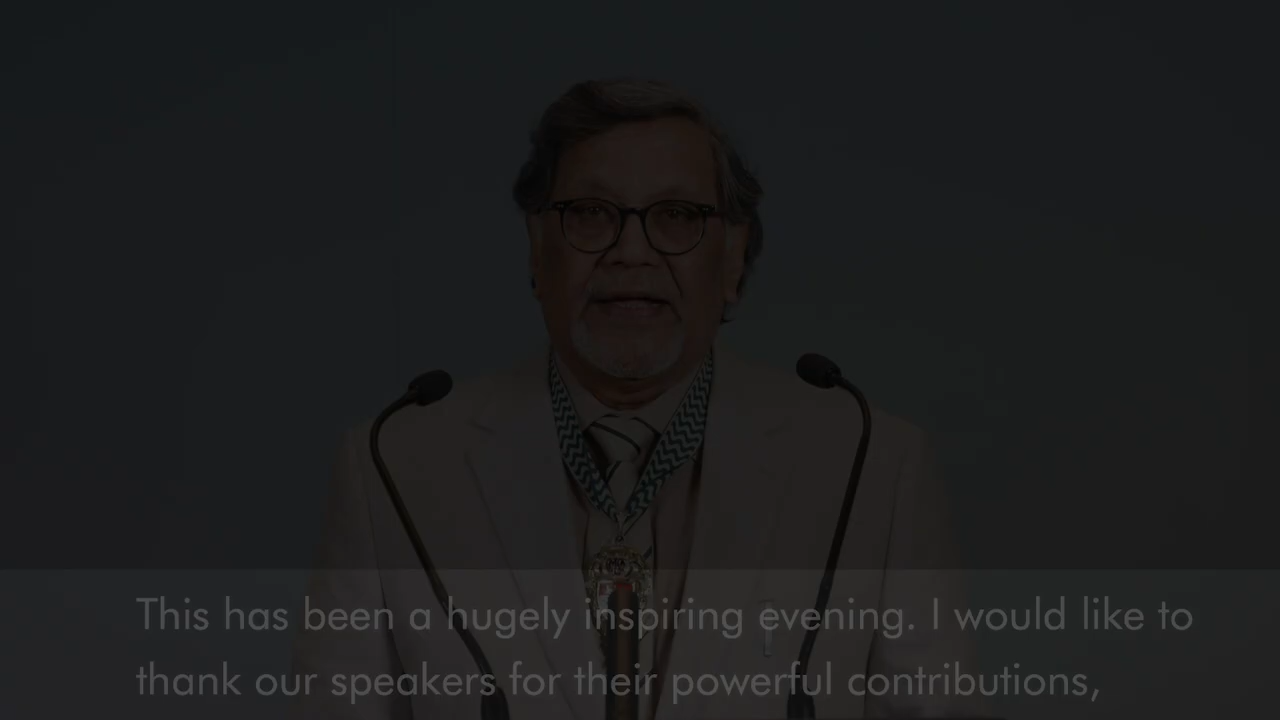 This has been a hugely inspiring evening. I would like to
thank our speakers for their powerful contributions,